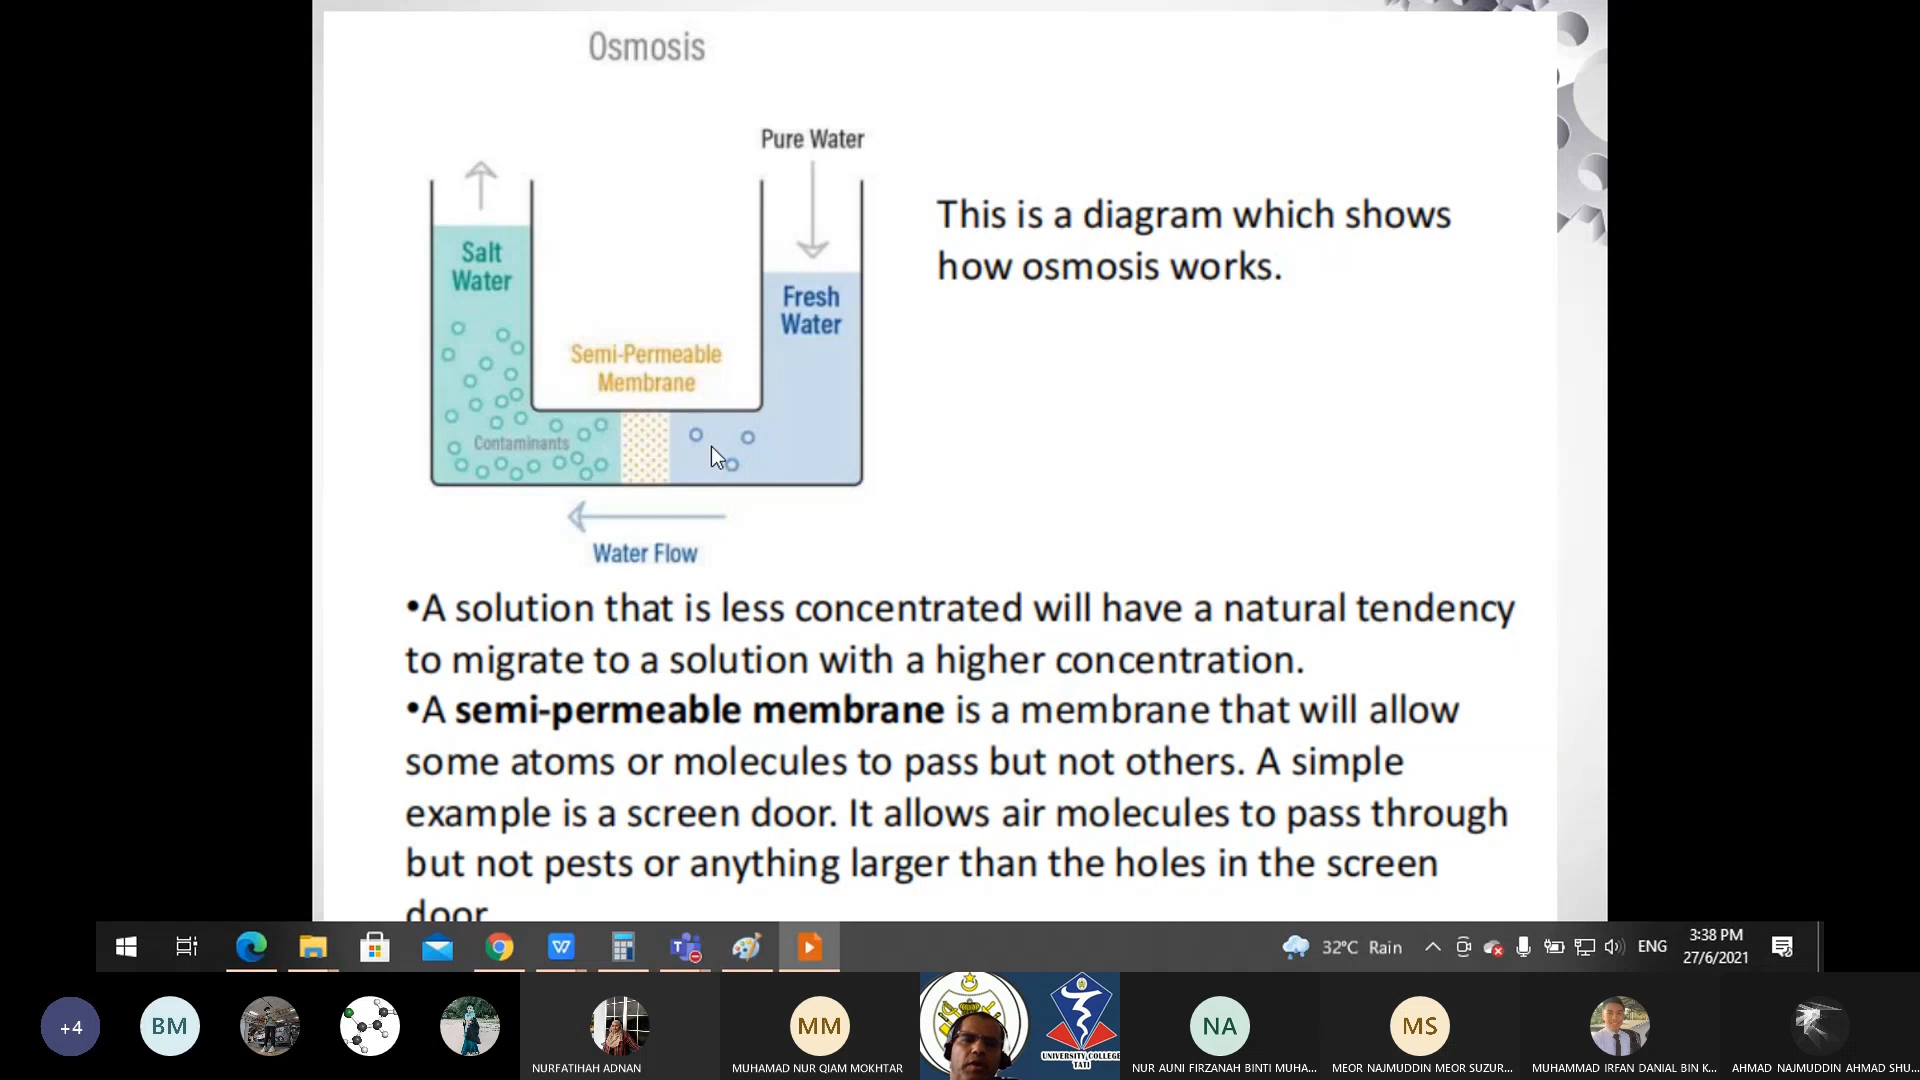 Osmosis
Pure Water
Salt
Water
Fresh
Water
Semi-Permeable
Membrane
Contaminants
Water Flow
This is a diagram which shows
how osmosis works.
•A solution that is less concentrated will have a natural tendency
to migrate to a solution with a higher concentration.
•A semi-permeable membrane is a membrane that will allow
some atoms or molecules to pass but not others. A simple
example is a screen door. It allows air molecules to pass through
but not pests or anything larger than the holes in the screen
door.
32°C Rain
ENG
3:38 PM
27/6/2021
+4
BM
NURFATIHAH ADNAN
MM
MUHAMAD NUR QIAM MOKHTAR
UNIVERSITY COLLEGE
TATI
NA
NUR AUNI FIRZANAH BINTI MUHA...
MS
MEOR NAJMUDDIN MEOR SUZUR...
MUHAMMAD IRFAN DANIAL BIN K...
AHMAD NAJMUDDIN AHMAD SHU...